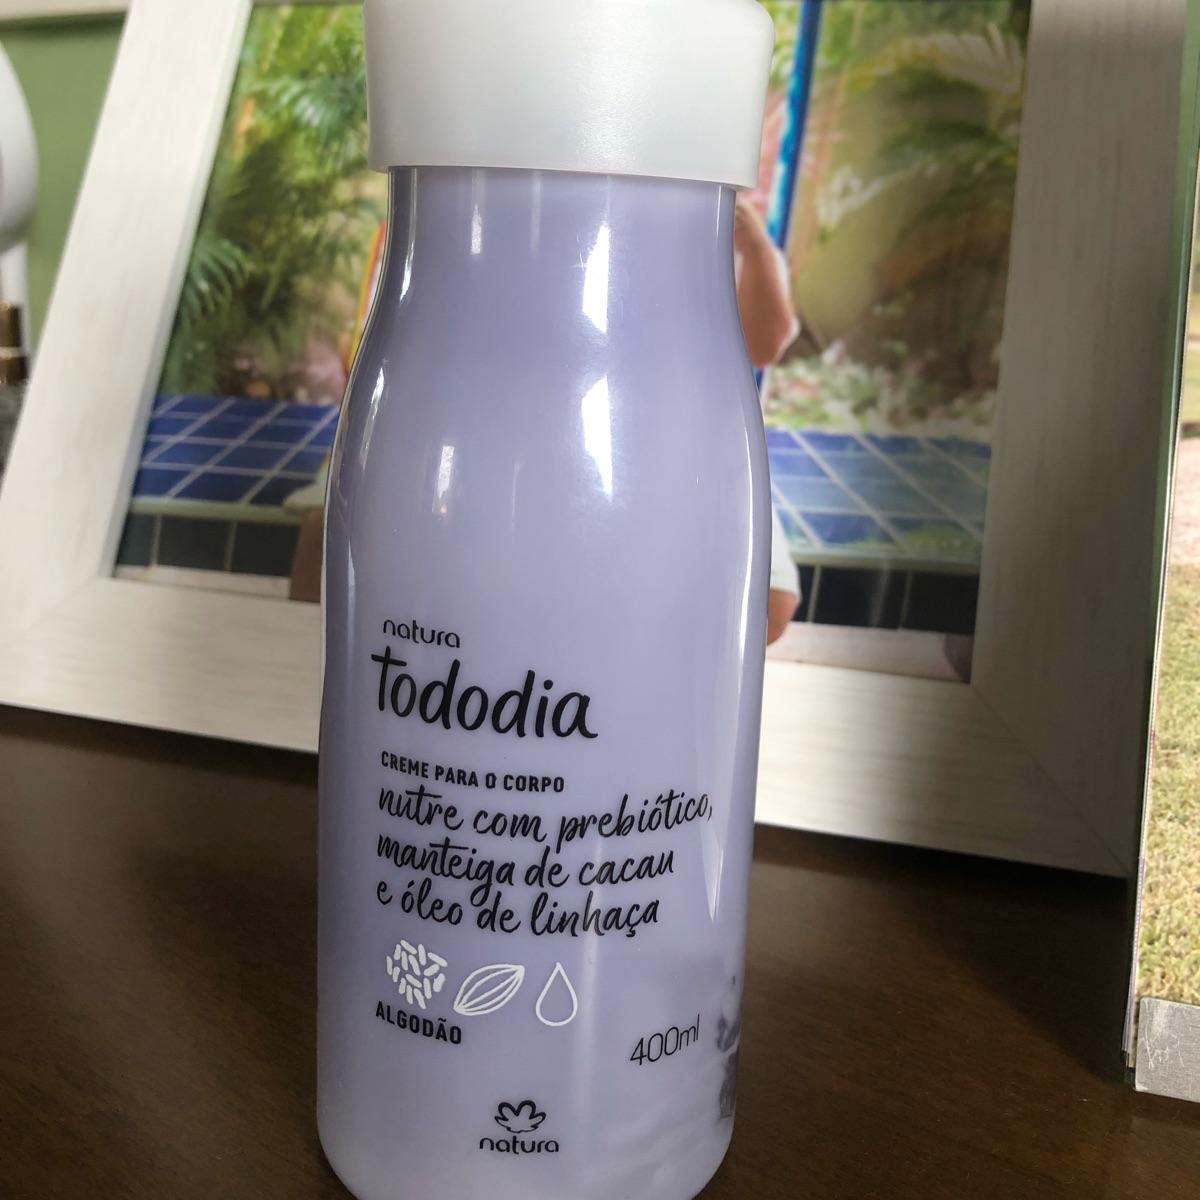 natura
tododia
CREME PARA O CORPO
nutre com prebiótico,
manteiga de cacau
e óleo de linhaça
ALGODÃO
400ml
natura